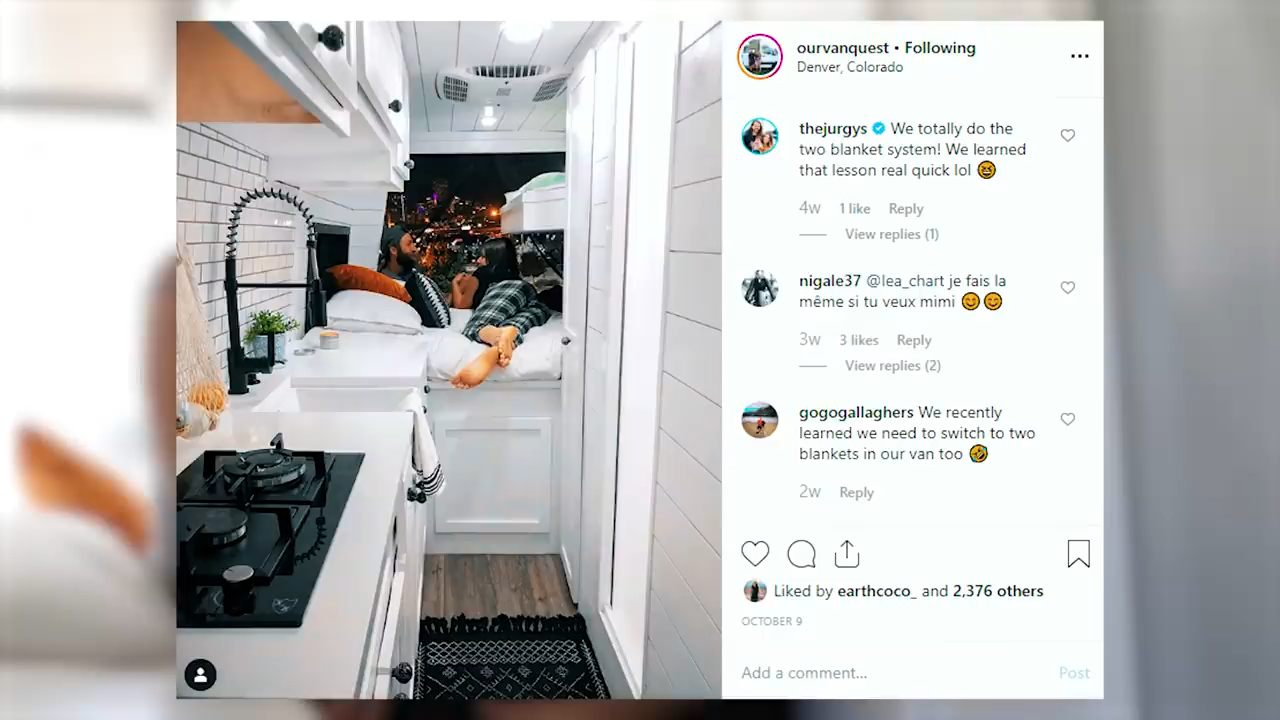 ourvanquest • Following
Denver, Colorado
thejurgys We totally do the
two blanket system! We learned
that lesson real quick lol 😆
4w 1 like Reply
View replies (1)
nigale37 @lea_chart je fais la
même si tu veux mimi 😊😊
3w 3 likes Reply
View replies (2)
gogogallaghers We recently
learned we need to switch to two
blankets in our van too 🤣
2w Reply
Liked by earthcoco_ and 2,376 others
OCTOBER 9
Add a comment... Post